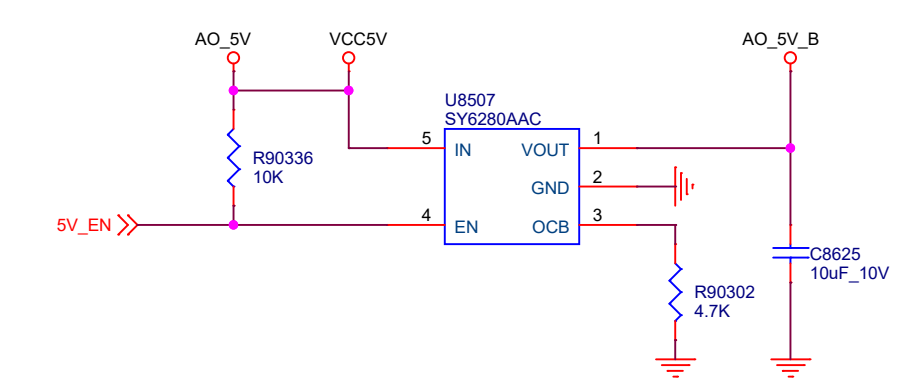 AO_5V
VCC5V
AO_5V_B
U8507
SY6280AAC
5
IN
VOUT
1
R90336
10K
GND
2
5V_EN
4
EN
OCB
3
C8625
10uF_10V
R90302
4.7K